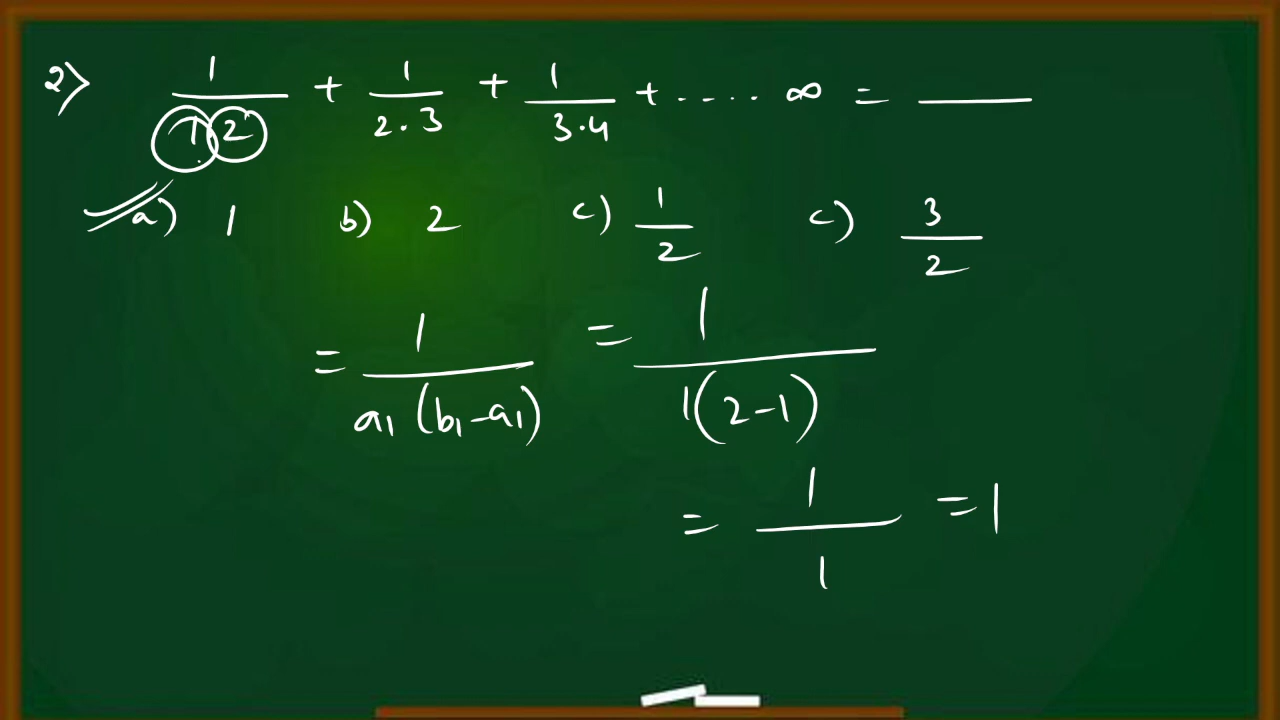 2) 1/(1·2) + 1/(2·3) + 1/(3·4) + ..... ∞ = ____
a) 1 b) 2 c) 1/2 c) 3/2
= 1/(a₁(b₁-a₁)) = 1/(1(2-1))
= 1/1 = 1